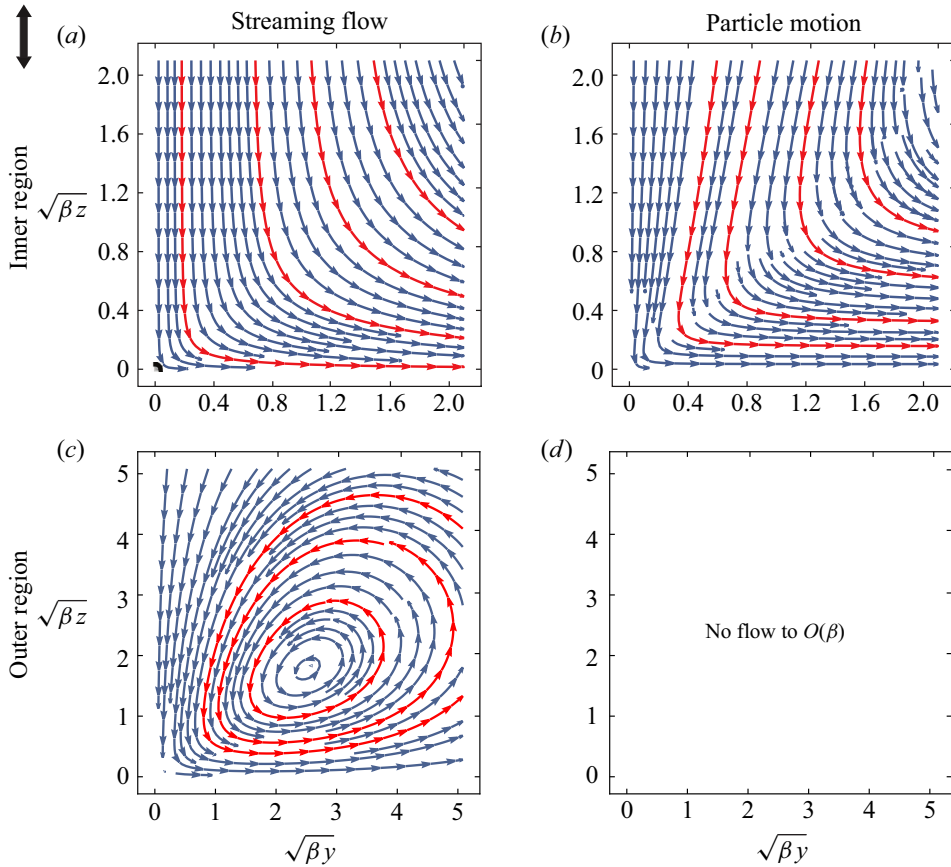 Streaming flow
Particle motion
(a)
(b)
Inner region
√β z
2.0
1.6
1.2
0.8
0.4
0
0 0.4 0.8 1.2 1.6 2.0
2.0
1.6
1.2
0.8
0.4
0
0 0.4 0.8 1.2 1.6 2.0
(c)
(d)
Outer region
√β z
5
4
3
2
1
0
0 1 2 3 4 5
√β y
5
4
3
2
1
0
No flow to O(β)
0 1 2 3 4 5
√β y